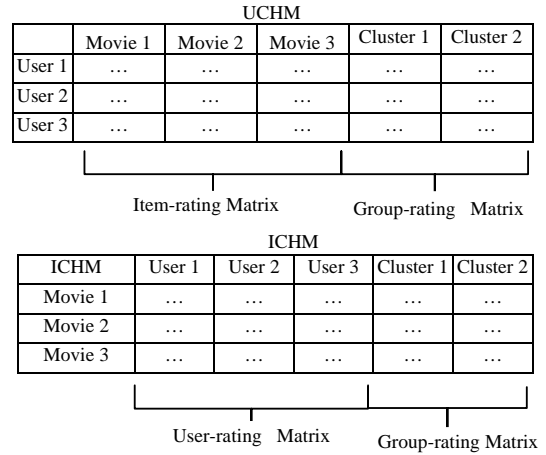 UCHM
Movie 1 Movie 2 Movie 3 Cluster 1 Cluster 2
User 1 … … … … …
User 2 … … … … …
User 3 … … … … …
Item-rating Matrix Group-rating Matrix
ICHM
ICHM User 1 User 2 User 3 Cluster 1 Cluster 2
Movie 1 … … … … …
Movie 2 … … … … …
Movie 3 … … … … …
User-rating Matrix Group-rating Matrix